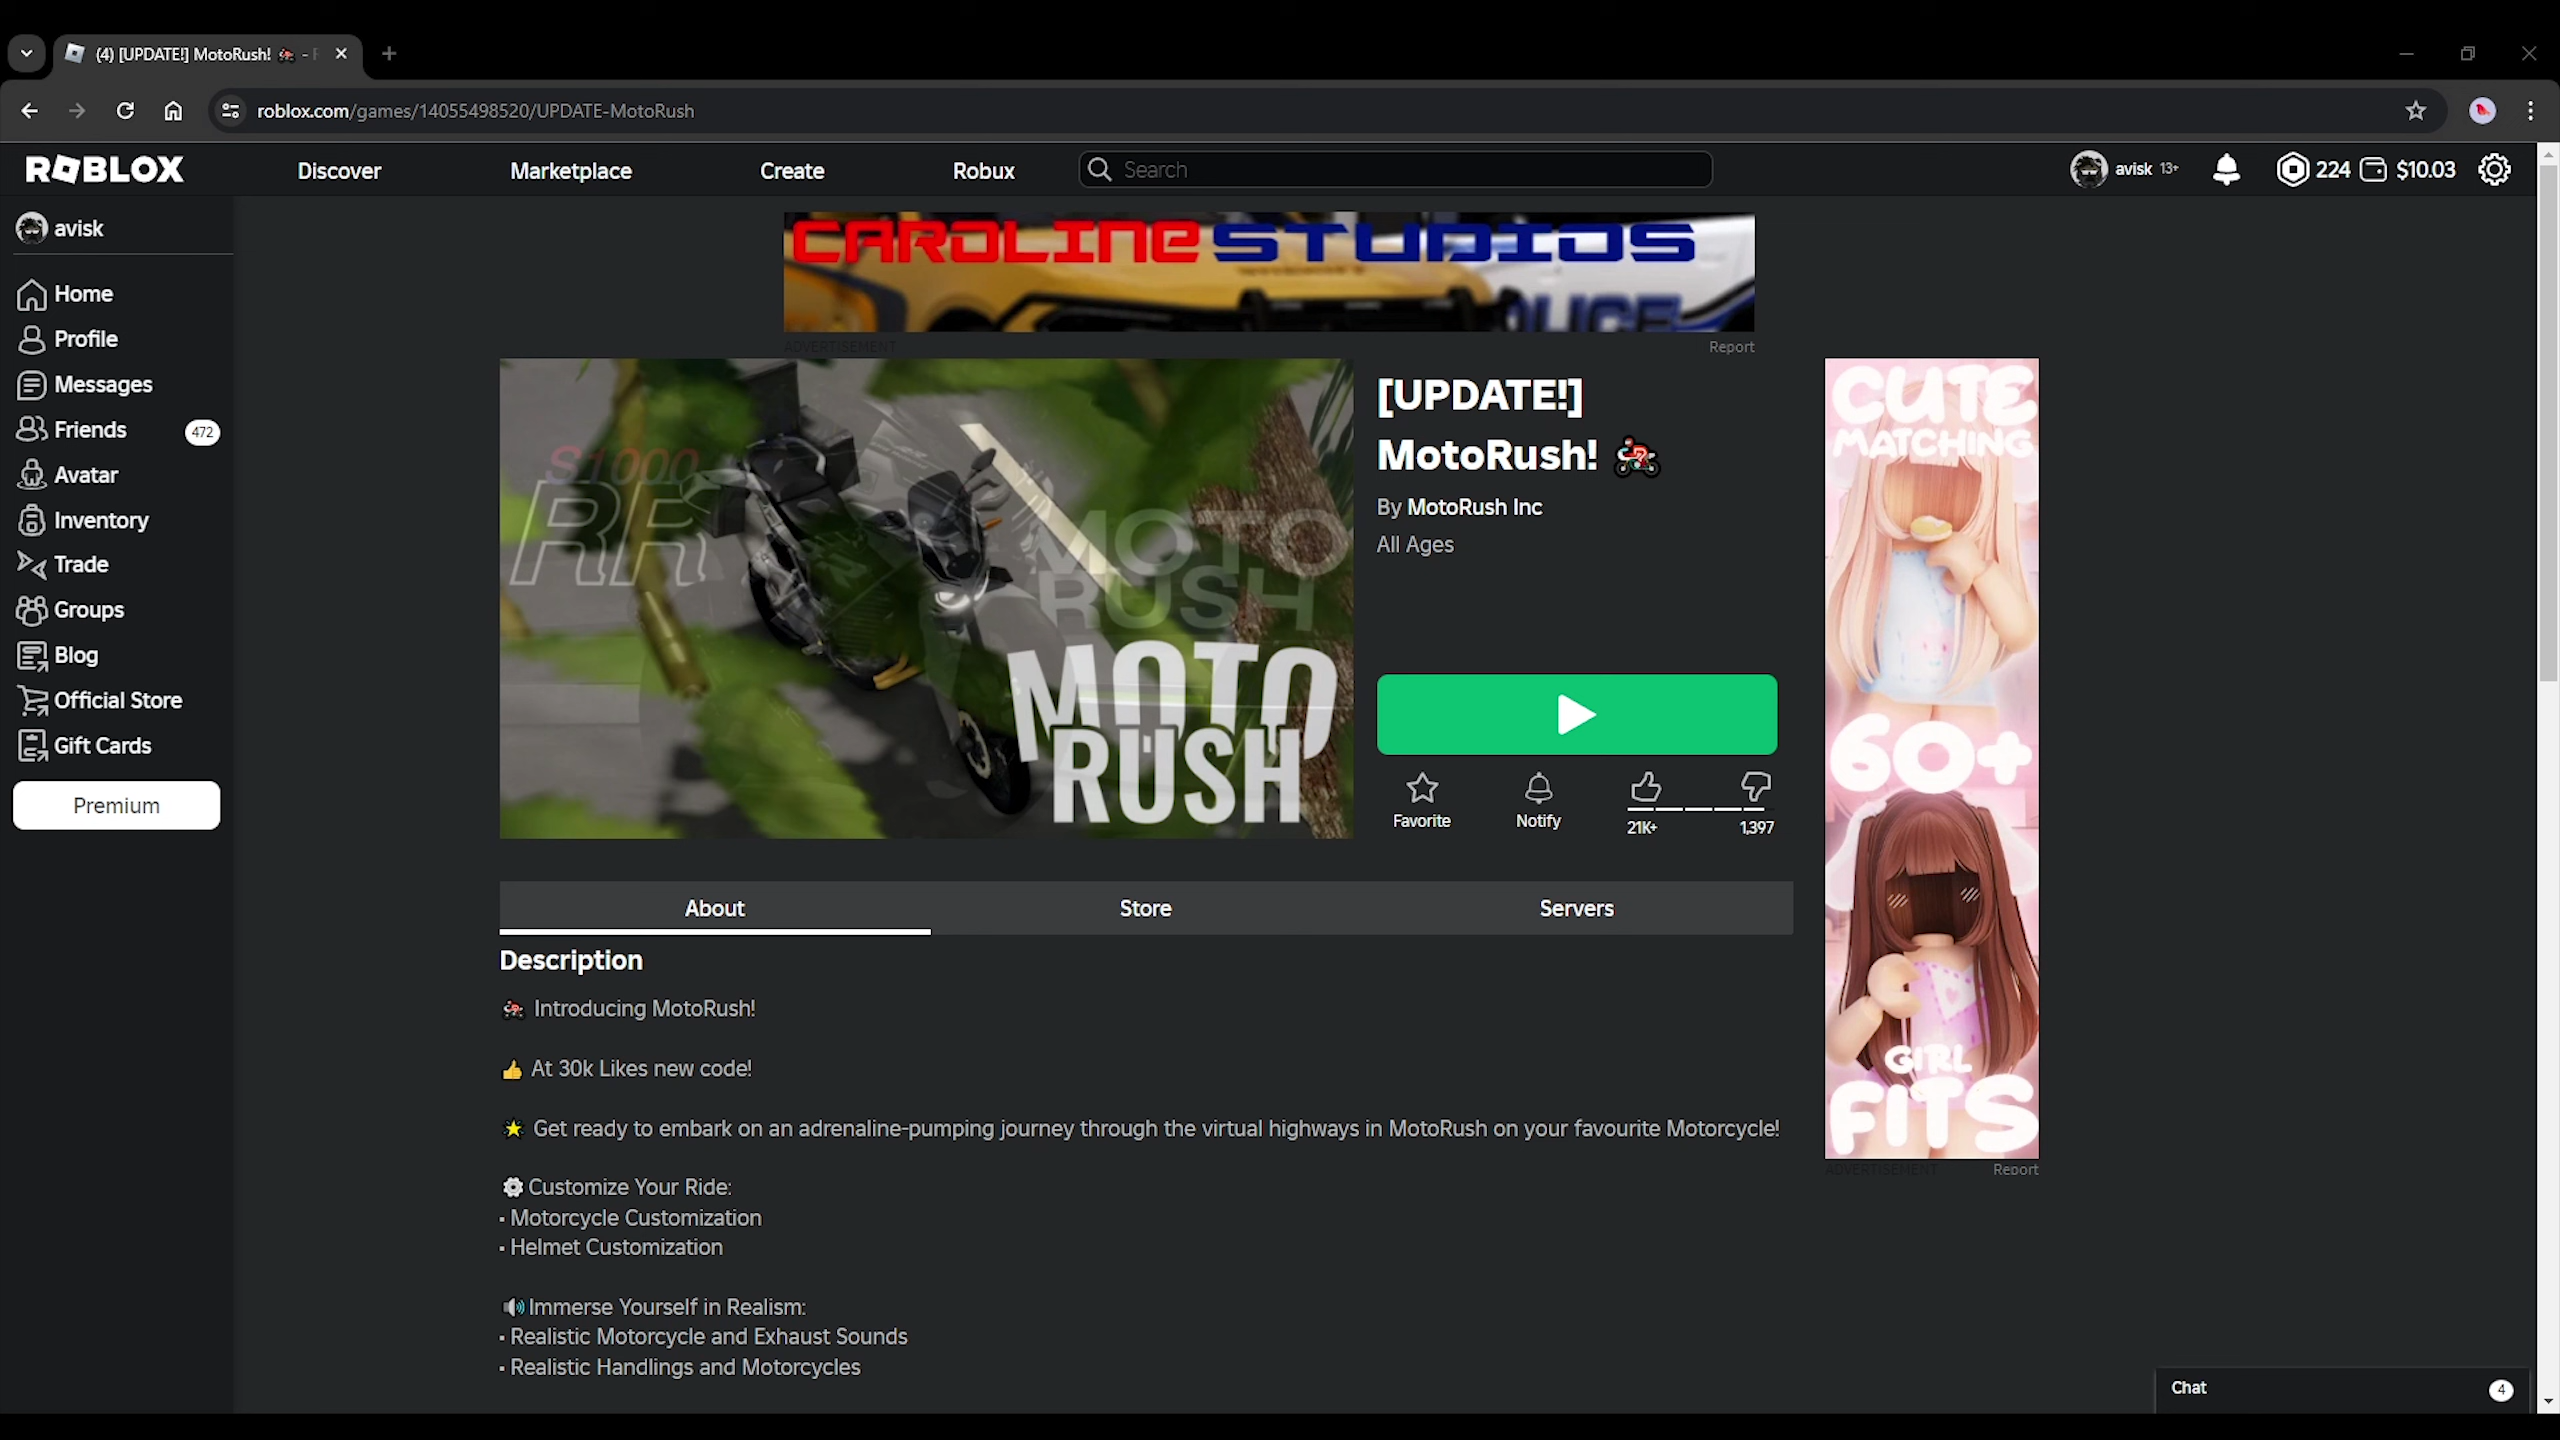 (4) [UPDATE!] MotoRush! 🏍 -
roblox.com/games/14055498520/UPDATE-MotoRush
ROBLOX
Discover
Marketplace
Create
Robux
Search
avisk 13+
224
$10.03
avisk
Home
Profile
Messages
Friends
472
Avatar
Inventory
Trade
Groups
Blog
Official Store
Gift Cards
Premium
CAROLINE STUDIOS
ADVERTISEMENT
Report
S1000
RR
MOTO
RUSH
MOTO
RUSH
[UPDATE!]
MotoRush! 🏍
By MotoRush Inc
All Ages
Favorite
Notify
21K+
1,397
CUTE
MATCHING
60+
GIRL
FITS
ADVERTISEMENT
Report
About
Store
Servers
Description
🏍 Introducing MotoRush!
👍 At 30k Likes new code!
🌟 Get ready to embark on an adrenaline-pumping journey through the virtual highways in MotoRush on your favourite Motorcycle!
⚙ Customize Your Ride:
• Motorcycle Customization
• Helmet Customization
🔊 Immerse Yourself in Realism:
• Realistic Motorcycle and Exhaust Sounds
• Realistic Handlings and Motorcycles
Chat
4